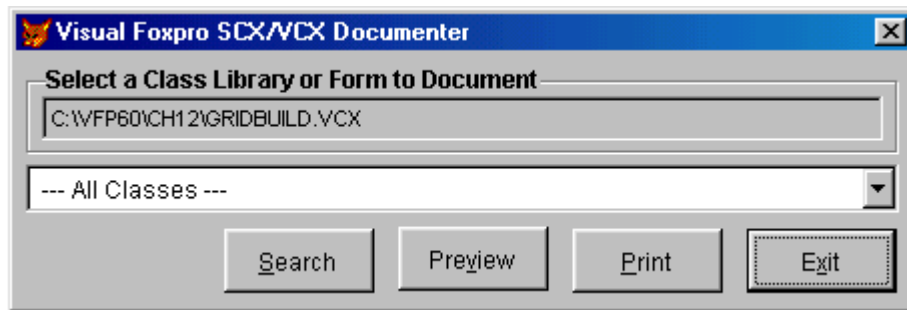 Visual Foxpro SCX/VCX Documenter
Select a Class Library or Form to Document
C:\VFP60\CH12\GRIDBUILD.VCX
--- All Classes ---
Search Preview Print Exit